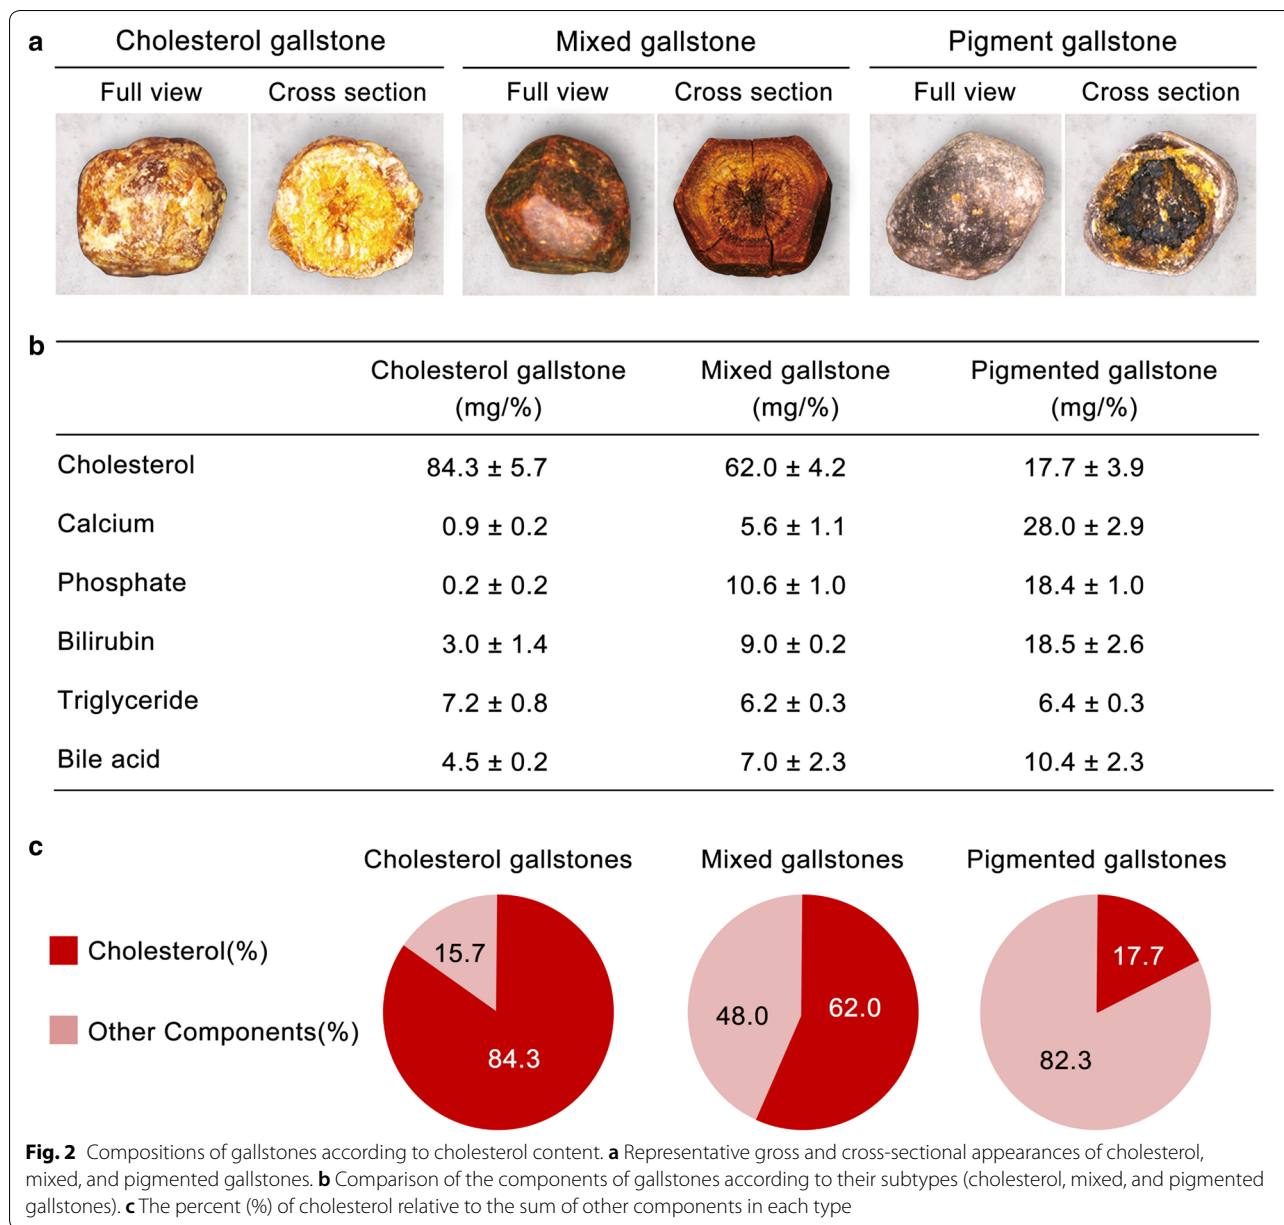 a
Cholesterol gallstone Mixed gallstone Pigment gallstone
Full view Cross section Full view Cross section Full view Cross section
b
Cholesterol gallstone Mixed gallstone Pigmented gallstone
(mg/%) (mg/%) (mg/%)
Cholesterol 84.3 ± 5.7 62.0 ± 4.2 17.7 ± 3.9
Calcium 0.9 ± 0.2 5.6 ± 1.1 28.0 ± 2.9
Phosphate 0.2 ± 0.2 10.6 ± 1.0 18.4 ± 1.0
Bilirubin 3.0 ± 1.4 9.0 ± 0.2 18.5 ± 2.6
Triglyceride 7.2 ± 0.8 6.2 ± 0.3 6.4 ± 0.3
Bile acid 4.5 ± 0.2 7.0 ± 2.3 10.4 ± 2.3
c
Cholesterol gallstones Mixed gallstones Pigmented gallstones
Cholesterol(%)
Other Components(%)
15.7
84.3
48.0
62.0
17.7
82.3
Fig. 2 Compositions of gallstones according to cholesterol content. a Representative gross and cross-sectional appearances of cholesterol,
mixed, and pigmented gallstones. b Comparison of the components of gallstones according to their subtypes (cholesterol, mixed, and pigmented
gallstones). c The percent (%) of cholesterol relative to the sum of other components in each type